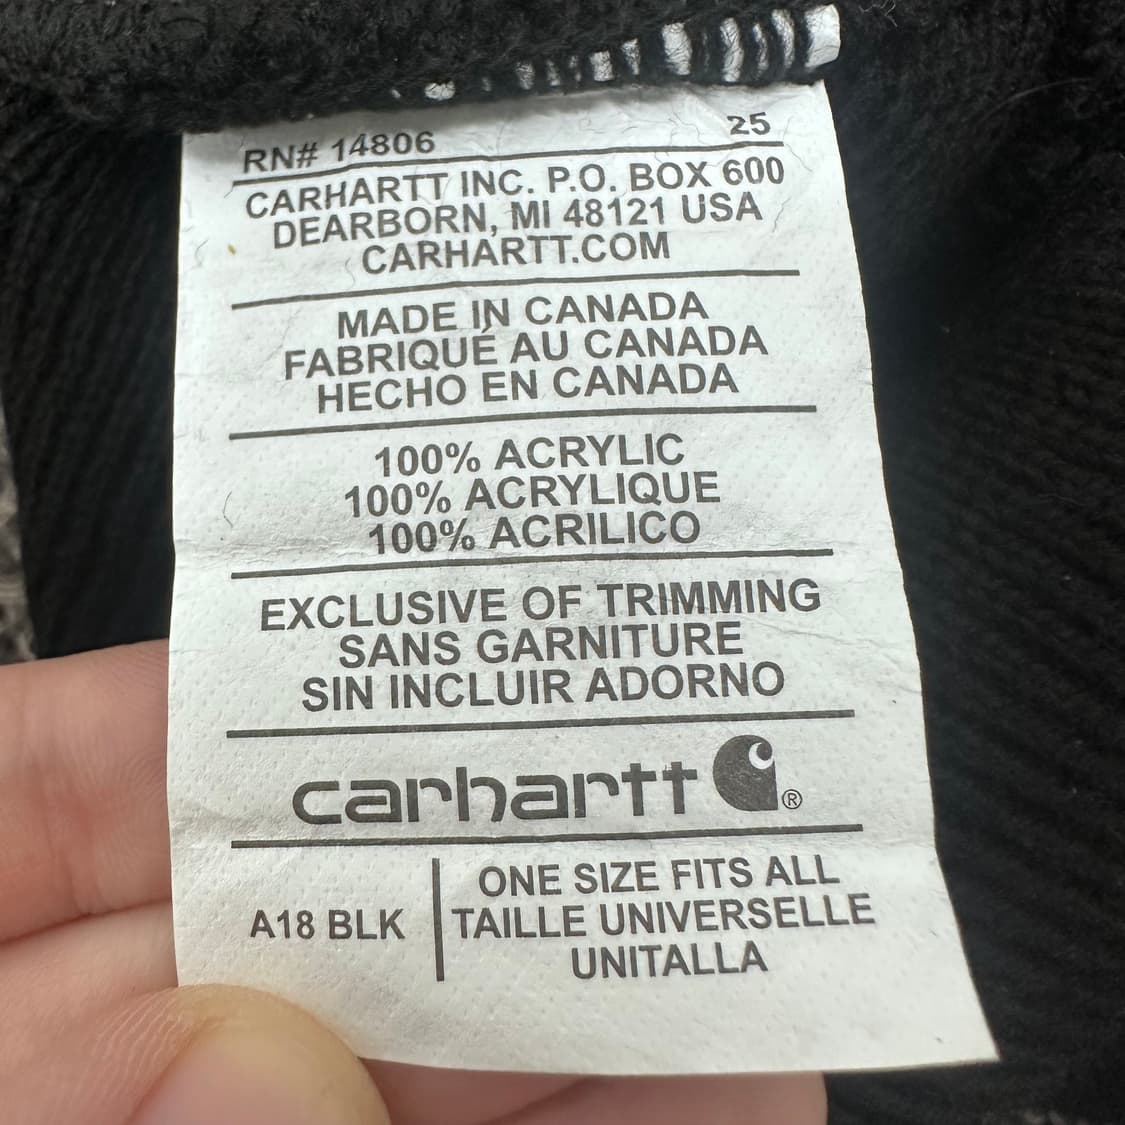 RN# 14806 25
CARHARTT INC. P.O. BOX 600
DEARBORN, MI 48121 USA
CARHARTT.COM
MADE IN CANADA
FABRIQUÉ AU CANADA
HECHO EN CANADA
100% ACRYLIC
100% ACRYLIQUE
100% ACRILICO
EXCLUSIVE OF TRIMMING
SANS GARNITURE
SIN INCLUIR ADORNO
carhartt ®
A18 BLK
ONE SIZE FITS ALL
TAILLE UNIVERSELLE
UNITALLA